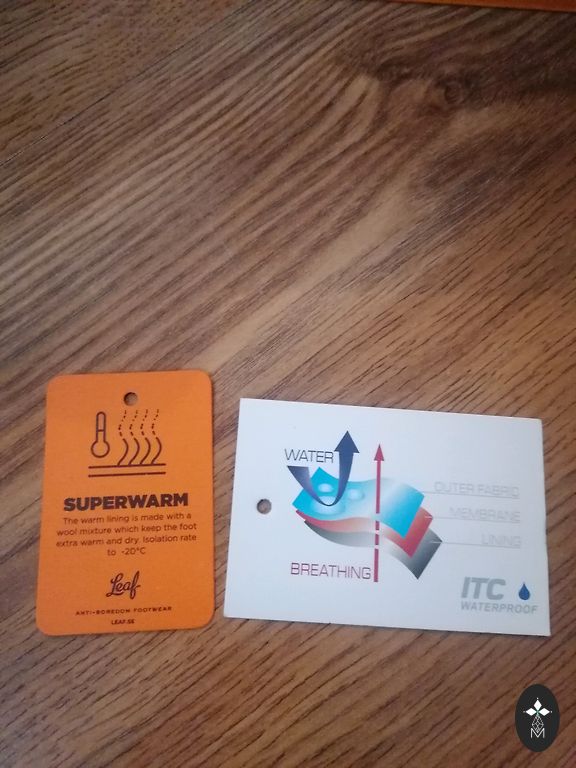 SUPERWARM
The warm lining is made with a
wool mixture which keep the foot
extra warm and dry. Isolation rate
to -20°C
Leaf
ANTI-BOREDOM FOOTWEAR
LEAF.SE
WATER
OUTER FABRIC
MEMBRANE
LINING
BREATHING
ITC
WATERPROOF
M